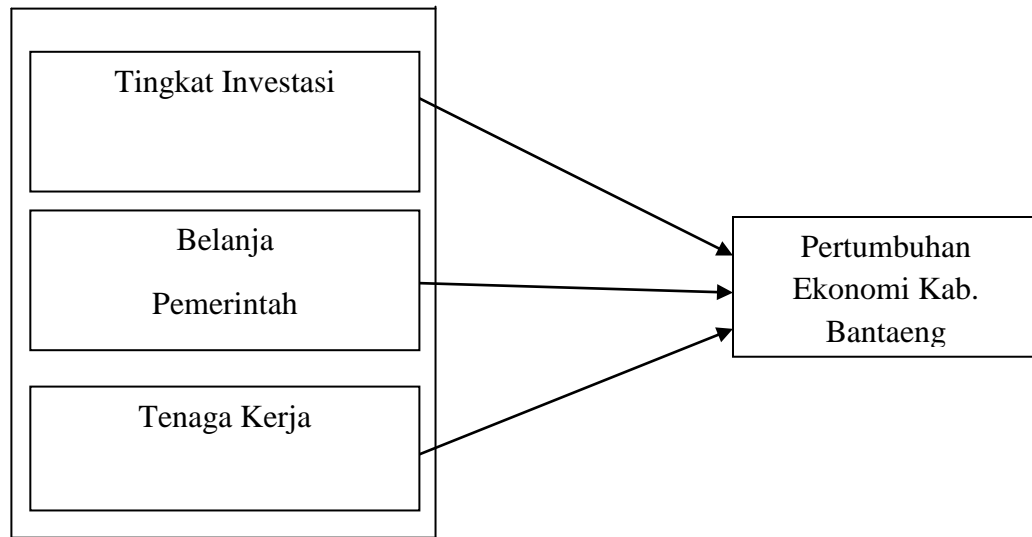 Tingkat Investasi
Belanja
Pemerintah
Tenaga Kerja
Pertumbuhan
Ekonomi Kab.
Bantaeng